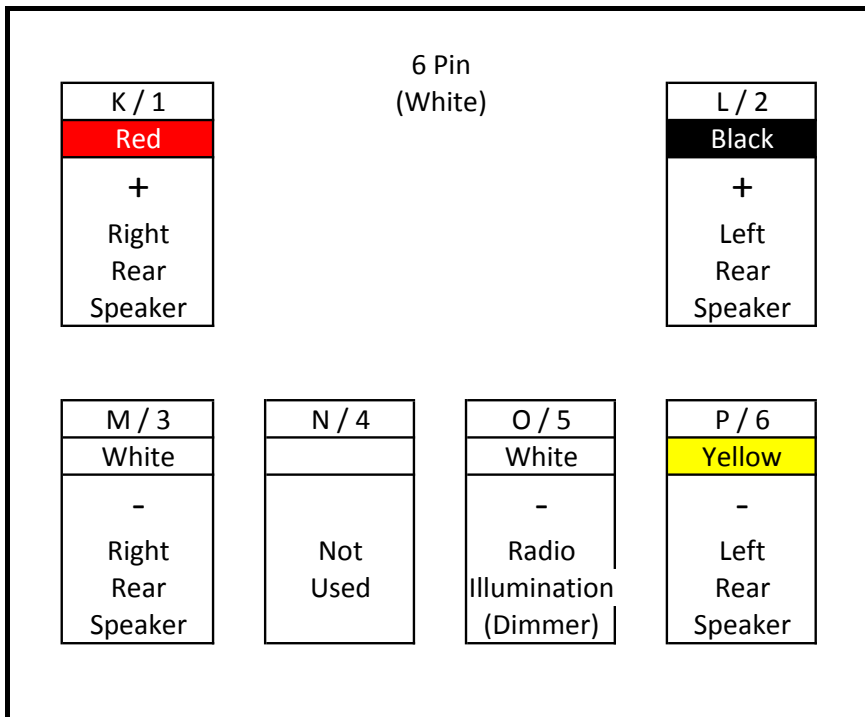 6 Pin
(White)
K / 1
Red
+
Right
Rear
Speaker
L / 2
Black
+
Left
Rear
Speaker
M / 3
White
-
Right
Rear
Speaker
N / 4
Not
Used
O / 5
White
-
Radio
Illumination
(Dimmer)
P / 6
Yellow
-
Left
Rear
Speaker